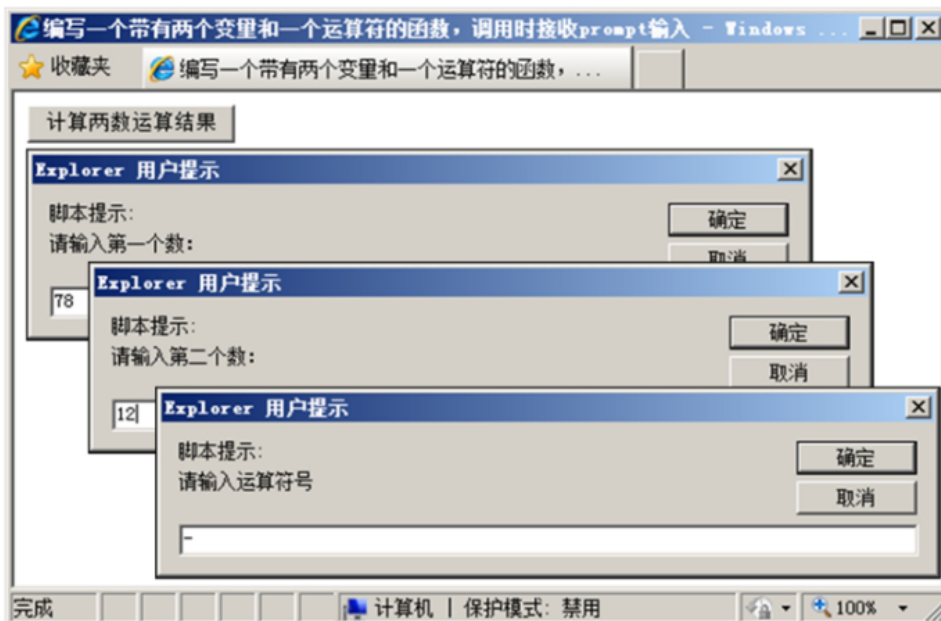 编写一个带有两个变量和一个运算符的函数，调用时接收prompt输入 - Windows ...
收藏夹
编写一个带有两个变量和一个运算符的函数，...
计算两数运算结果
Explorer 用户提示
脚本提示:
请输入第一个数:
确定
取消
78
Explorer 用户提示
脚本提示:
请输入第二个数:
确定
取消
12
Explorer 用户提示
脚本提示:
请输入运算符号
确定
取消
-
完成
计算机 | 保护模式: 禁用
100%